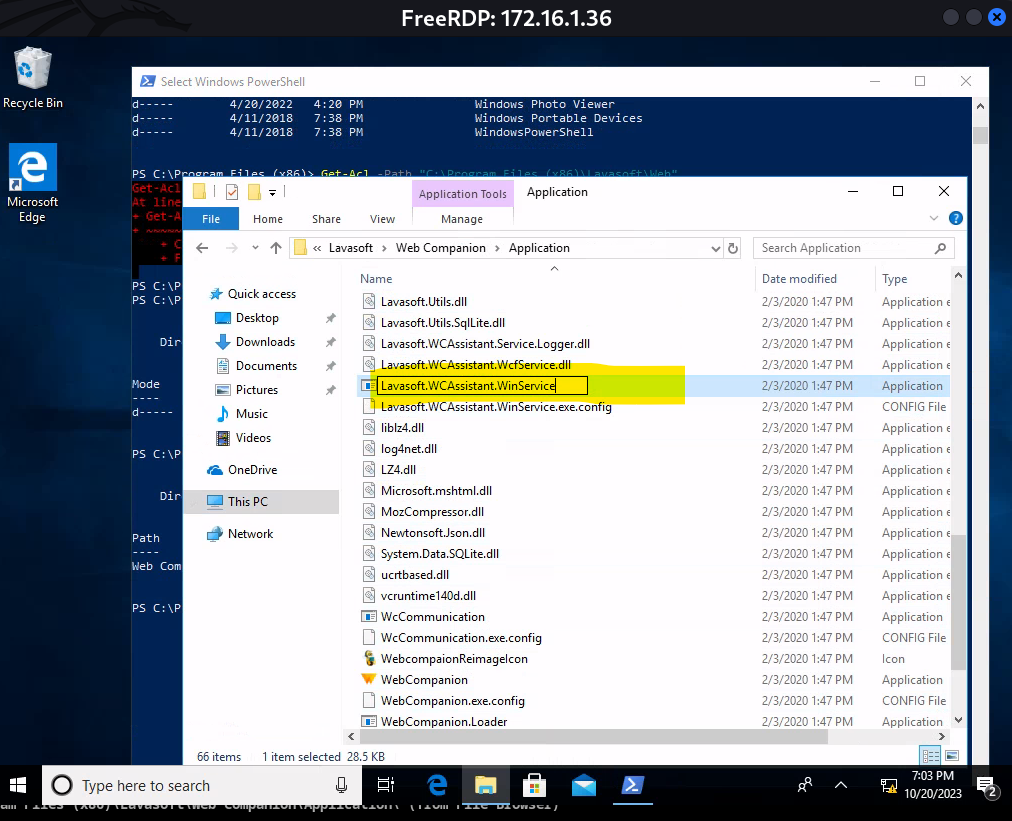 FreeRDP: 172.16.1.36
Recycle Bin
Microsoft
Edge
Select Windows PowerShell
d----- 4/20/2022 4:20 PM Windows Photo Viewer
d----- 4/11/2018 7:38 PM Windows Portable Devices
d----- 4/11/2018 7:38 PM WindowsPowerShell
PS C:\Program Files (x86)> Get-Acl -Path "C:\Program Files (x86)\Lavasoft\Web"
Get-Acl
At line
+ Get-A
+ ~~~~~
+ C
+ F
PS C:\P
PS C:\P
Dir
Mode
----
d-----
PS C:\P
Dir
Path
----
Web Com
PS C:\P
Application Tools
Application
File
Home
Share
View
Manage
« Lavasoft > Web Companion > Application
Search Application
Quick access
Desktop
Downloads
Documents
Pictures
Music
Videos
OneDrive
This PC
Network
Name Date modified Type
Lavasoft.Utils.dll 2/3/2020 1:47 PM Application e
Lavasoft.Utils.SqlLite.dll 2/3/2020 1:47 PM Application e
Lavasoft.WCAssistant.Service.Logger.dll 2/3/2020 1:47 PM Application e
Lavasoft.WCAssistant.WcfService.dll 2/3/2020 1:47 PM Application e
Lavasoft.WCAssistant.WinService 2/3/2020 1:47 PM Application
Lavasoft.WCAssistant.WinService.exe.config 2/3/2020 1:47 PM CONFIG File
liblz4.dll 2/3/2020 1:47 PM Application e
log4net.dll 2/3/2020 1:47 PM Application e
LZ4.dll 2/3/2020 1:47 PM Application e
Microsoft.mshtml.dll 2/3/2020 1:47 PM Application e
MozCompressor.dll 2/3/2020 1:47 PM Application e
Newtonsoft.Json.dll 2/3/2020 1:47 PM Application e
System.Data.SQLite.dll 2/3/2020 1:47 PM Application e
ucrtbased.dll 2/3/2020 1:47 PM Application e
vcruntime140d.dll 2/3/2020 1:47 PM Application e
WcCommunication 2/3/2020 1:47 PM Application
WcCommunication.exe.config 2/3/2020 1:47 PM CONFIG File
WebcompaionReimageIcon 2/3/2020 1:47 PM Icon
WebCompanion 2/3/2020 1:47 PM Application
WebCompanion.exe.config 2/3/2020 1:47 PM CONFIG File
WebCompanion.Loader 2/3/2020 1:47 PM Application
66 items 1 item selected 28.5 KB
Type here to search
7:03 PM
10/20/2023
2